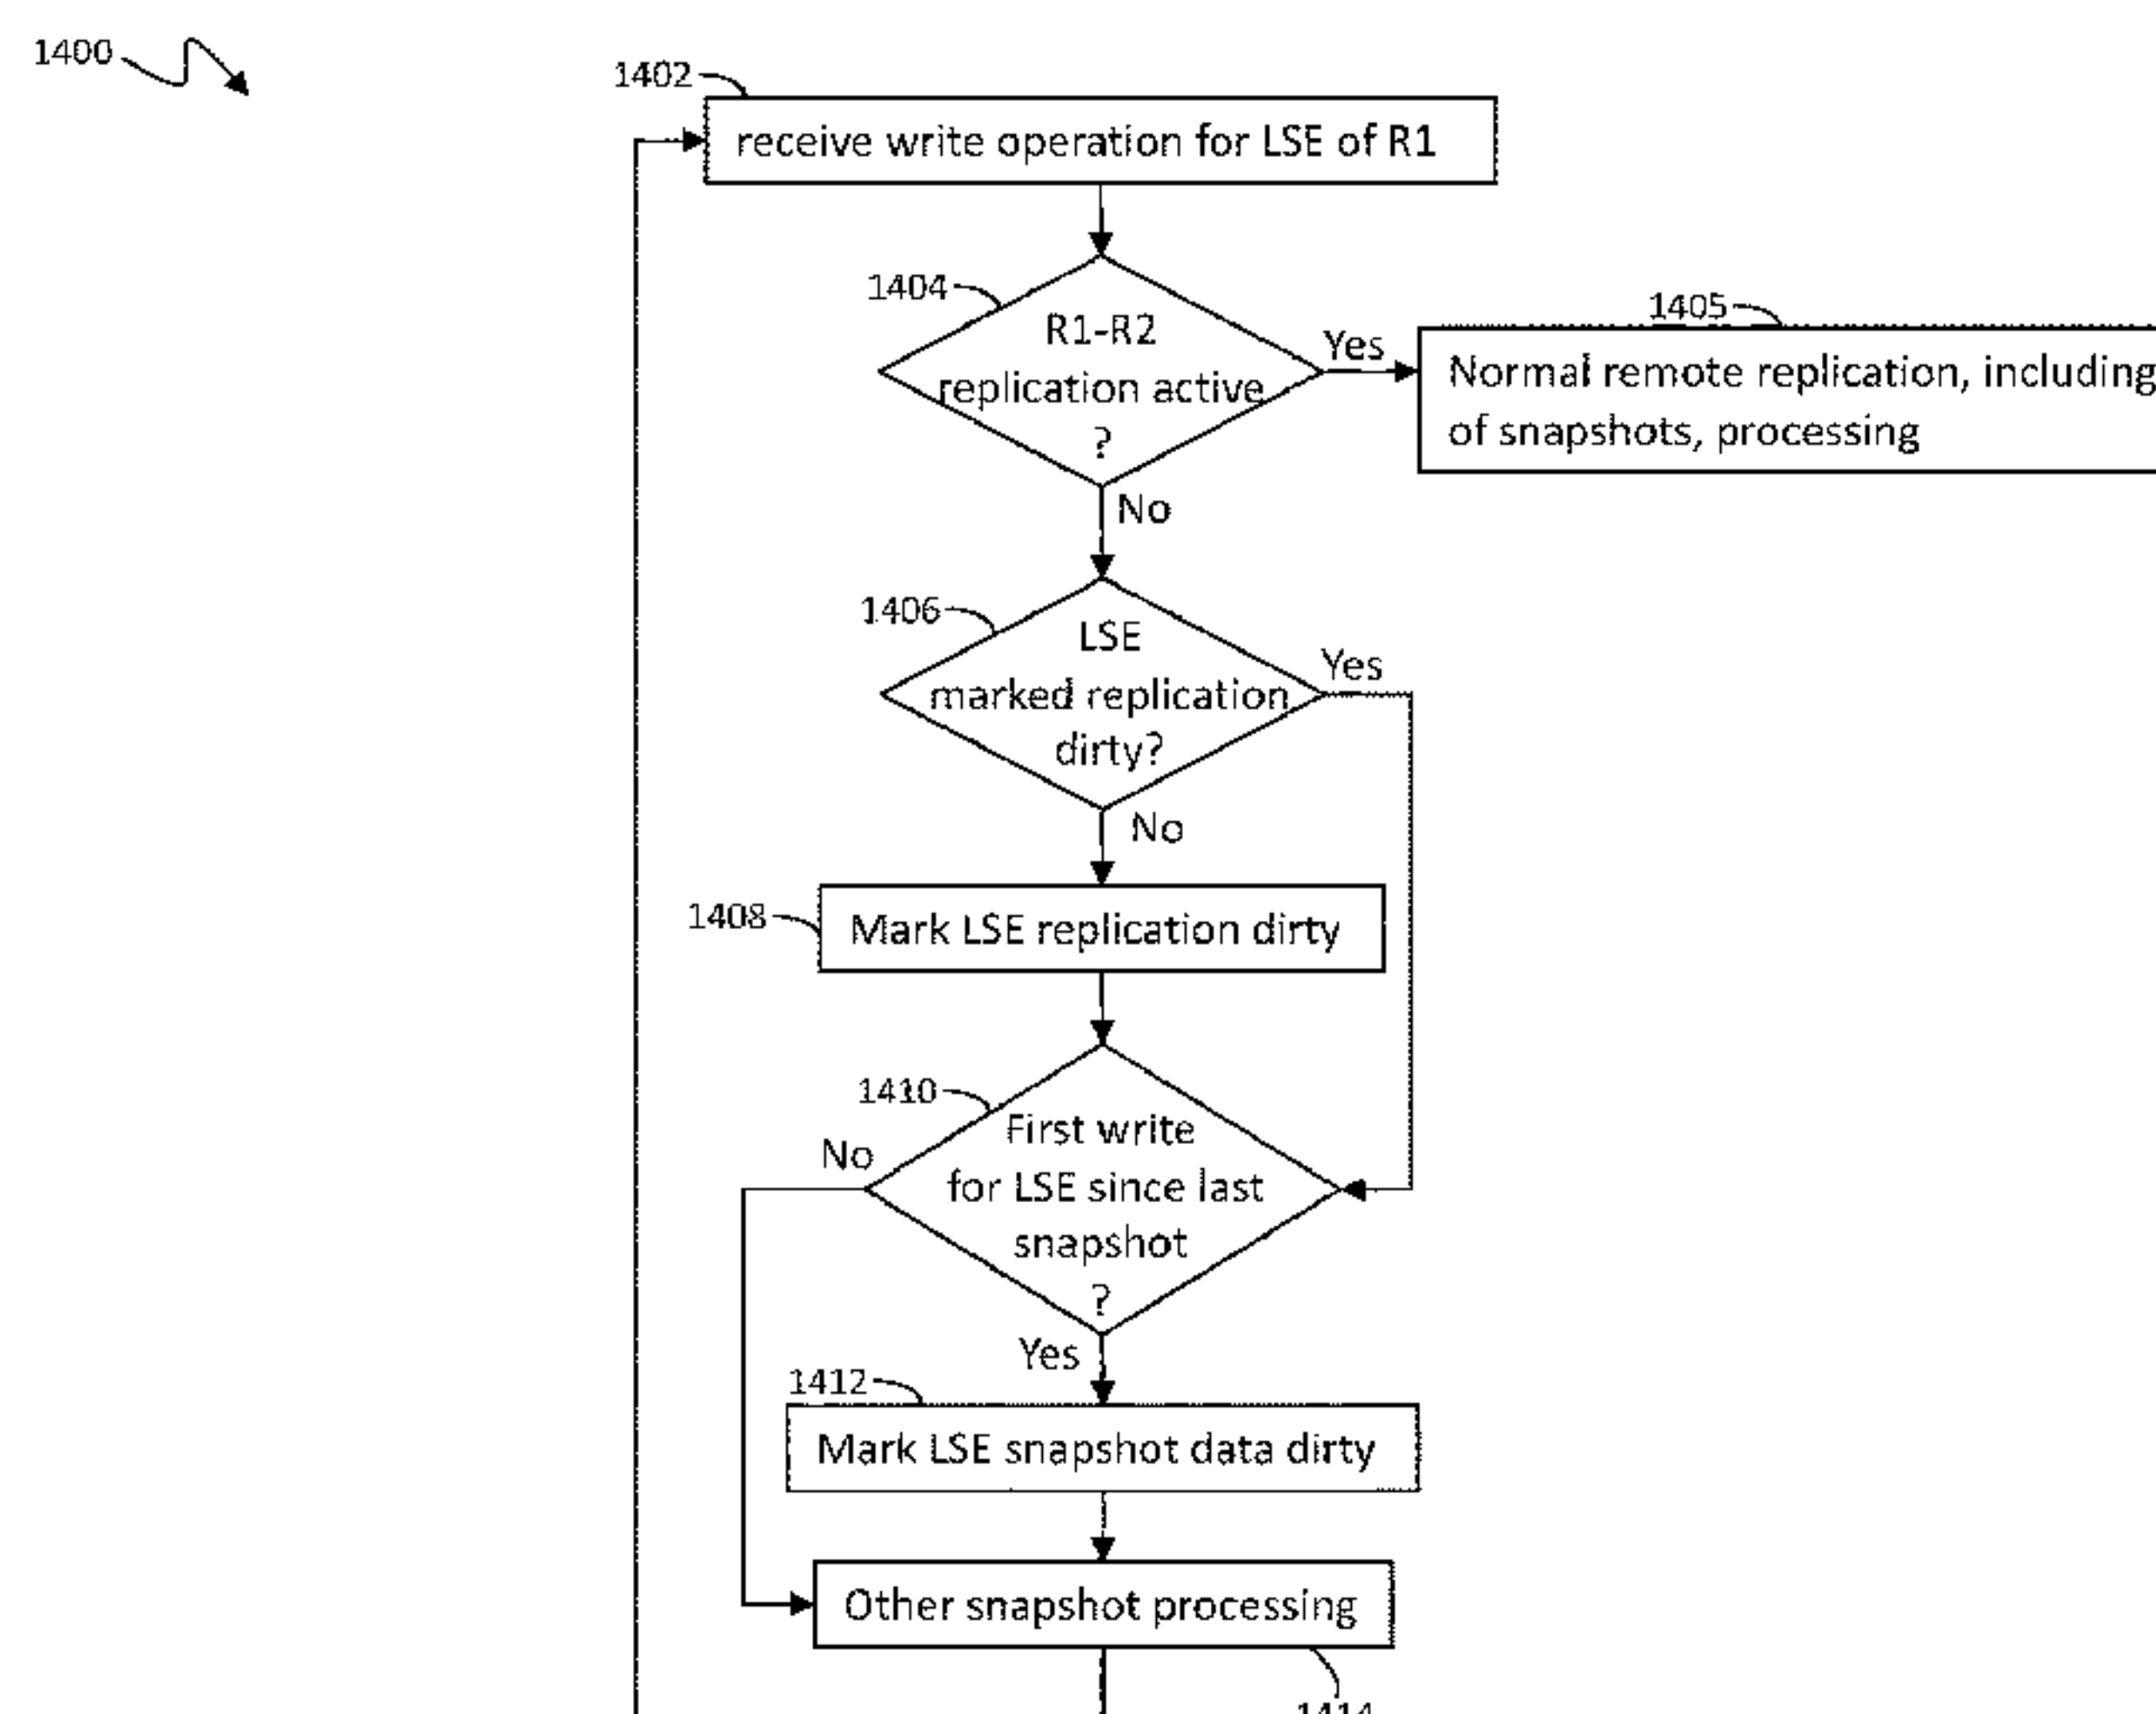 1400
1402
receive write operation for LSE of R1
1404
R1-R2
replication active
?
Yes
1405
Normal remote replication, including
of snapshots, processing
No
1406
LSE
marked replication
dirty?
Yes
No
1408
Mark LSE replication dirty
1410
First write
for LSE since last
snapshot
?
No
Yes
1412
Mark LSE snapshot data dirty
Other snapshot processing
1414